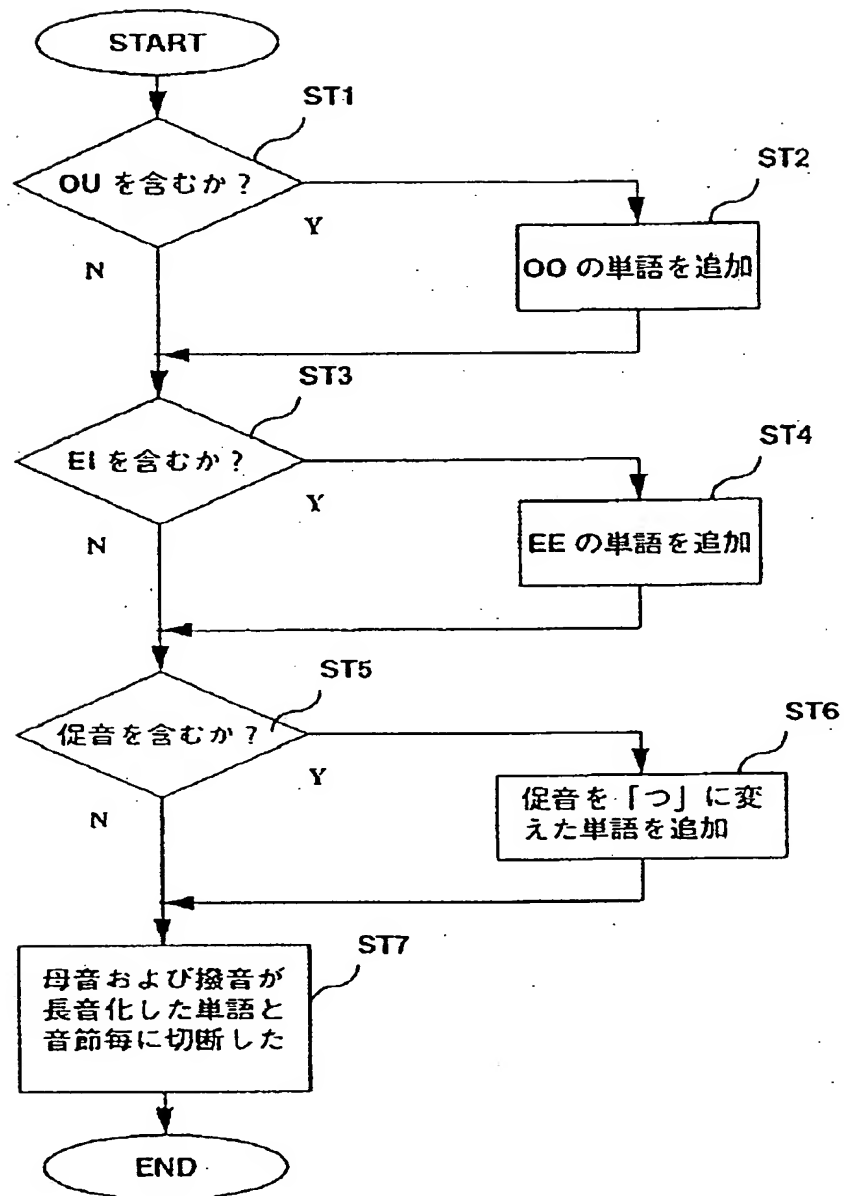 START
ST1
OU を含むか?
Y
N
ST2
OO の単語を追加
ST3
EI を含むか?
Y
N
ST4
EE の単語を追加
ST5
促音を含むか?
Y
N
ST6
促音を「つ」に変
えた単語を追加
ST7
母音および撥音が
長音化した単語と
音節毎に切断した
END